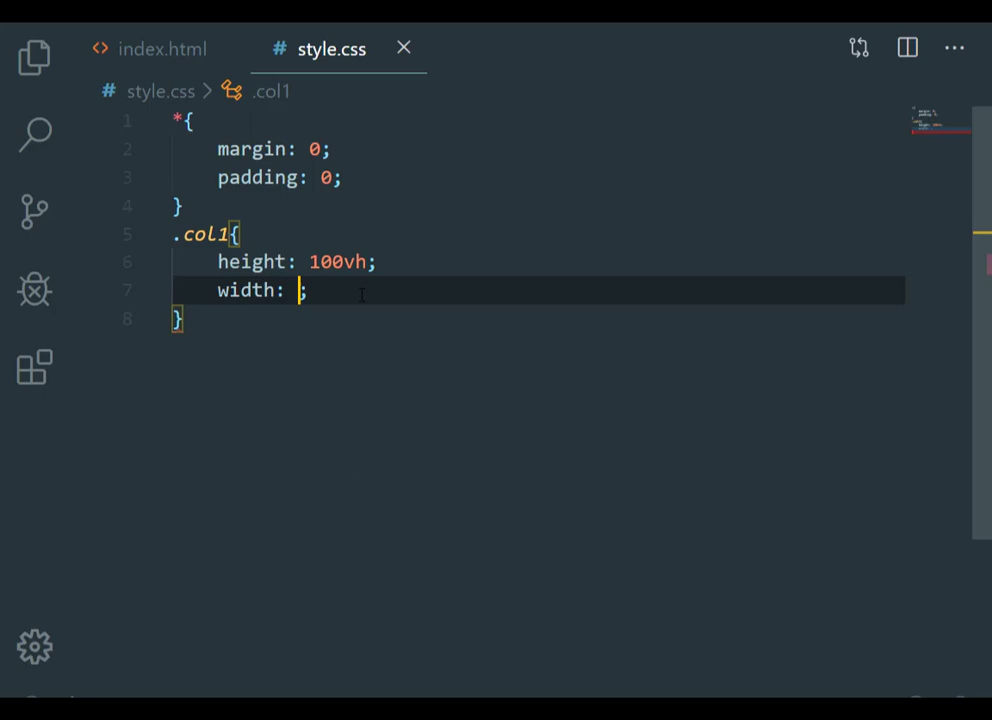 index.html
# style.css
# style.css > .col1
1 *{
2 margin: 0;
3 padding: 0;
4 }
5 .col1{
6 height: 100vh;
7 width: ;
8 }